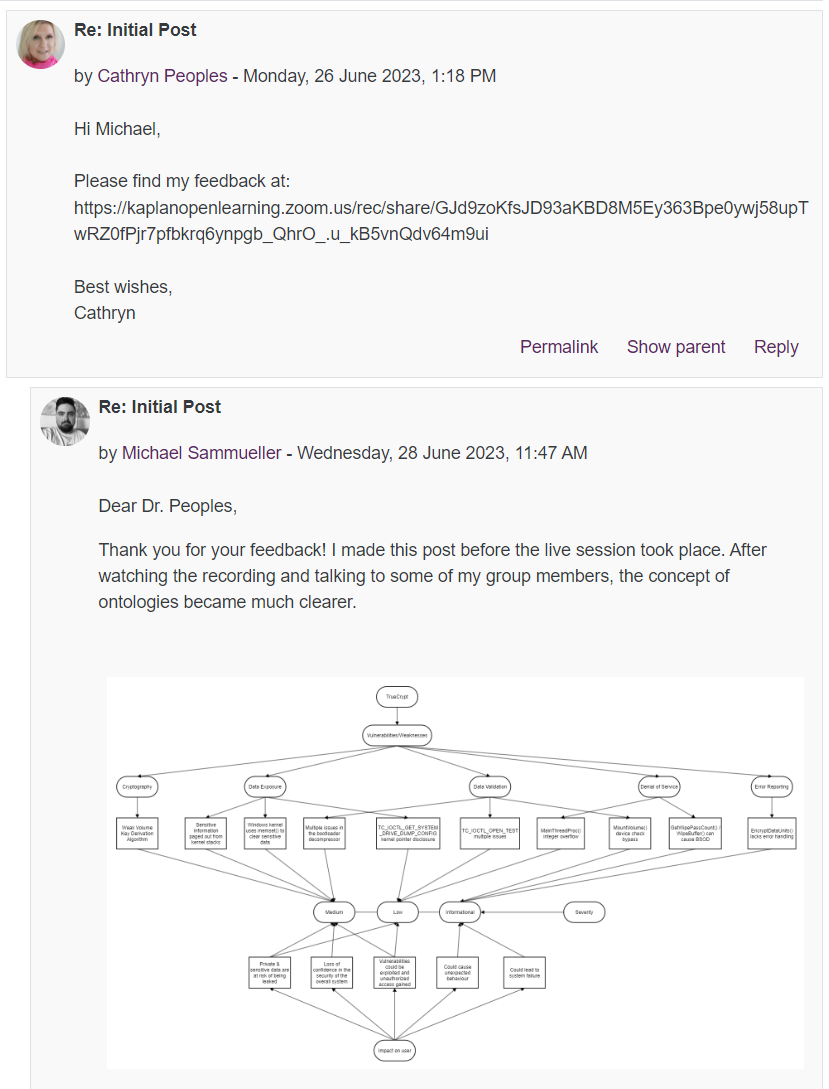 Re: Initial Post
by Cathryn Peoples - Monday, 26 June 2023, 1:18 PM
Hi Michael,
Please find my feedback at:
https://kaplanopenlearning.zoom.us/rec/share/GJd9zoKfsJD93aKBD8M5Ey363Bpe0ywj58upT
wRZ0fPjr7pfbkrq6ynpgb_QhrO_.u_kB5vnQdv64m9ui
Best wishes,
Cathryn
Permalink Show parent Reply
Re: Initial Post
by Michael Sammueller - Wednesday, 28 June 2023, 11:47 AM
Dear Dr. Peoples,
Thank you for your feedback! I made this post before the live session took place. After
watching the recording and talking to some of my group members, the concept of
ontologies became much clearer.
TrueCrypt
Vulnerabilities/Weaknesses
Cryptography
Data Exposure
Data Validation
Denial of Service
Error Reporting
Weak Volume
Key Derivation
Algorithm
Sensitive
information
paged out from
kernel stacks
Windows kernel
uses memset() to
clear sensitive
data
Multiple issues in
the bootloader
decompressor
TC_IOCTL_GET_SYSTEM
_DRIVE_DUMP_CONFIG
kernel pointer disclosure
TC_IOCTL_OPEN_TEST
multiple issues
MainThreadProc()
integer overflow
MountVolume()
device check
bypass
GetWipePassCount() /
WipeBuffer() can
cause BSOD
EncryptDataUnits()
lacks error handling
Medium
Low
Informational
Severity
Private &
sensitive data are
at risk of being
leaked
Loss of
confidence in the
security of the
overall system
Vulnerabilities
could be
exploited and
unauthorized
access gained
Could cause
unexpected
behaviour
Could lead to
system failure
Impact on user